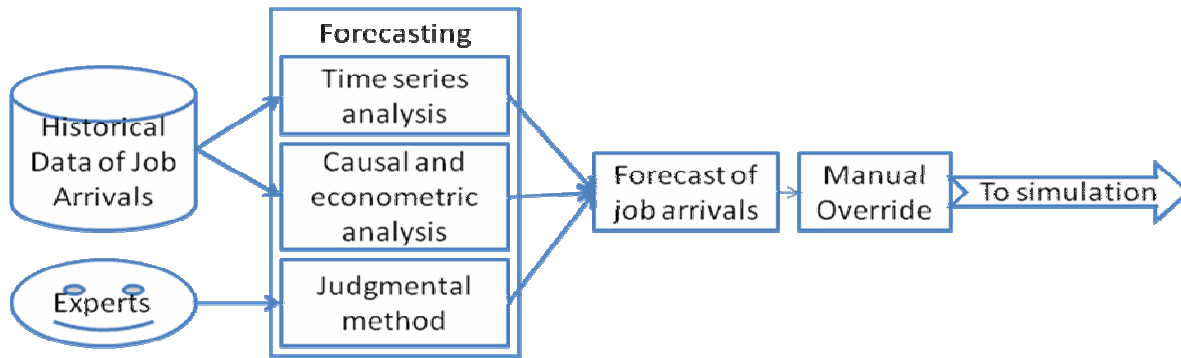 Forecasting
Time series
analysis
Historical
Data of Job
Arrivals
Causal and
econometric
analysis
Forecast of
job arrivals
Manual
Override
To simulation
Experts
Judgmental
method